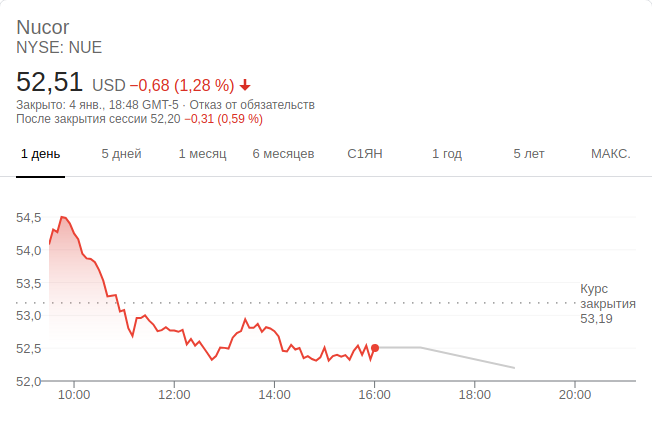 Nucor
NYSE: NUE
52,51 USD −0,68 (1,28 %)
Закрыто: 4 янв., 18:48 GMT-5 · Отказ от обязательств
После закрытия сессии 52,20 −0,31 (0,59 %)
1 день 5 дней 1 месяц 6 месяцев С1ЯН 1 год 5 лет МАКС.
54,5
54,0
53,5
53,0
52,5
52,0
Курс
закрытия
53,19
10:00 12:00 14:00 16:00 18:00 20:00